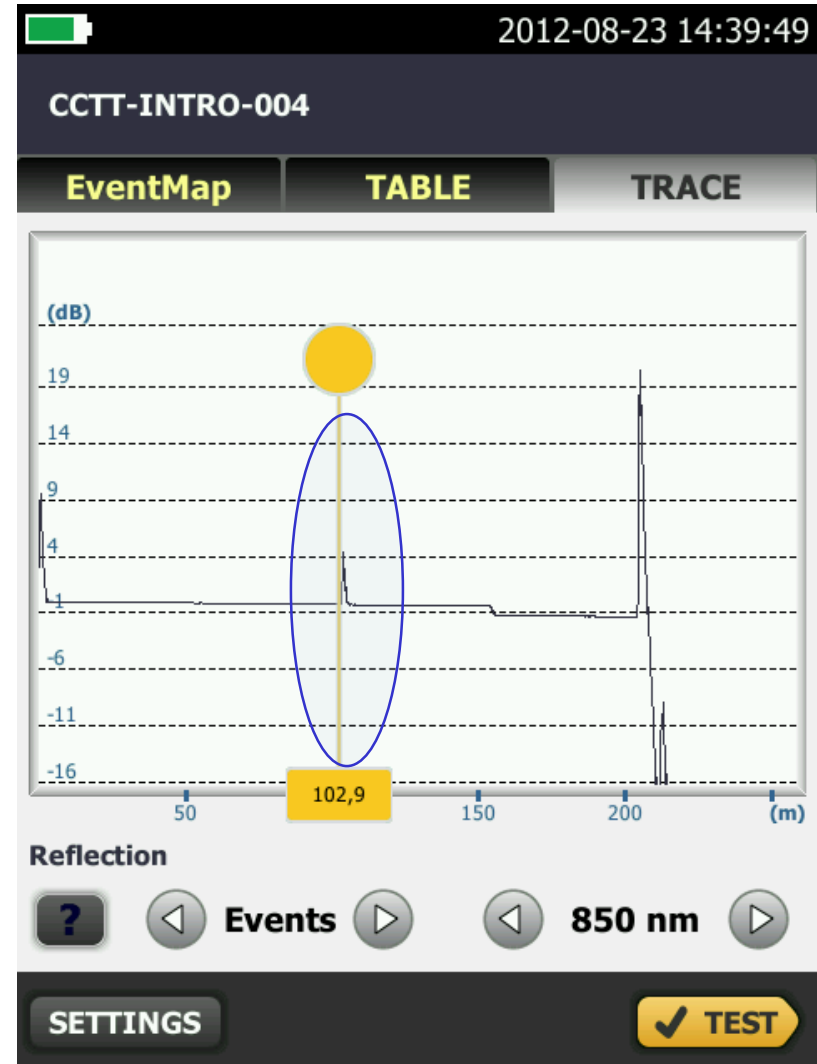 2012-08-23 14:39:49
CCTT-INTRO-004
EventMap TABLE TRACE
(dB)
19
14
9
4
-1
-6
-11
-16
50 102,9 150 200 (m)
Reflection
? Events 850 nm
SETTINGS TEST